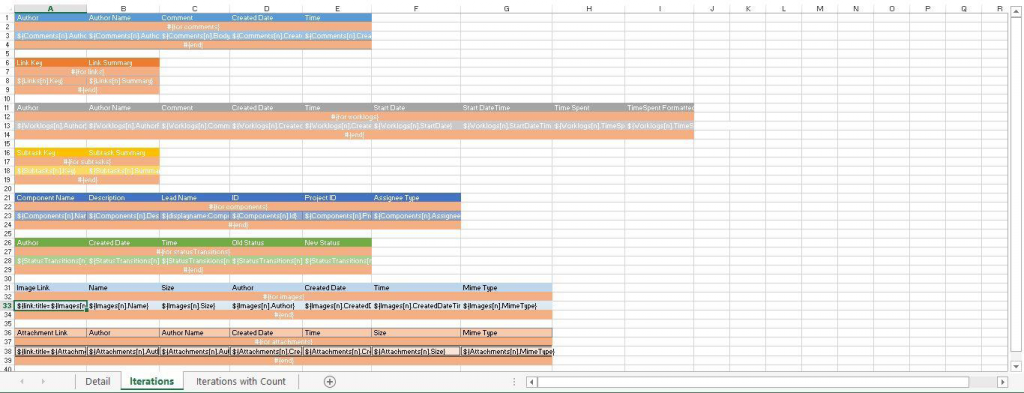 A B C D E F G H I J K L M N O P Q R
1 Author Author Name Comment Created Date Time
2 #{for comments}
3 ${Comments[n].Autho ${Comments[n].Autho ${Comments[n].Body ${Comments[n].Creat ${Comments[n].Crea
4 #{end}
5
6 Link Key Link Summary
7 #{for links}
8 ${Links[n].Key} ${Links[n].Summary}
9 #{end}
10
11 Author Author Name Comment Created Date Time Start Date Start DateTime Time Spent TimeSpent Formatted
12 #{for worklogs}
13 ${Worklogs[n].Author ${Worklogs[n].Author ${Worklogs[n].Comm ${Worklogs[n].Create ${Worklogs[n].Create ${Worklogs[n].StartDate} ${Worklogs[n].StartDateTim ${Worklogs[n].TimeSp ${Worklogs[n].TimeS
14 #{end}
15
16 Subtask Key Subtask Summary
17 #{for subtasks}
18 ${Subtasks[n].Key} ${Subtasks[n].Summa
19 #{end}
20
21 Component Name Description Lead Name ID Project ID Assignee Type
22 #{for components}
23 ${Components[n].Nar ${Components[n].Des ${displayname:Compo ${Components[n].Id} ${Components[n].Pr ${Components[n].Assignee
24 #{end}
25
26 Author Created Date Time Old Status New Status
27 #{for statusTransitions}
28 ${StatusTransitions[n ${StatusTransitions[n] ${StatusTransitions[n ${StatusTransitions[n] ${StatusTransitions[n
29 #{end}
30
31 Image Link Name Size Author Created Date Time Mime Type
32 #{for images}
33 ${link:title=${Images[n ${Images[n].Name} ${Images[n].Size} ${Images[n].Author} ${Images[n].CreatedD ${Images[n].CreatedDateTir ${Images[n].MimeType}
34 #{end}
35
36 Attachment Link Author Author Name Created Date Time Size Mime Type
37 #{for attachments}
38 ${link:title=${Attachme ${Attachments[n].Aut ${Attachments[n].Aut ${Attachments[n].Cre ${Attachments[n].Cr ${Attachments[n].Size} ${Attachments[n].MimeType}
39 #{end}
40
Detail Iterations Iterations with Count